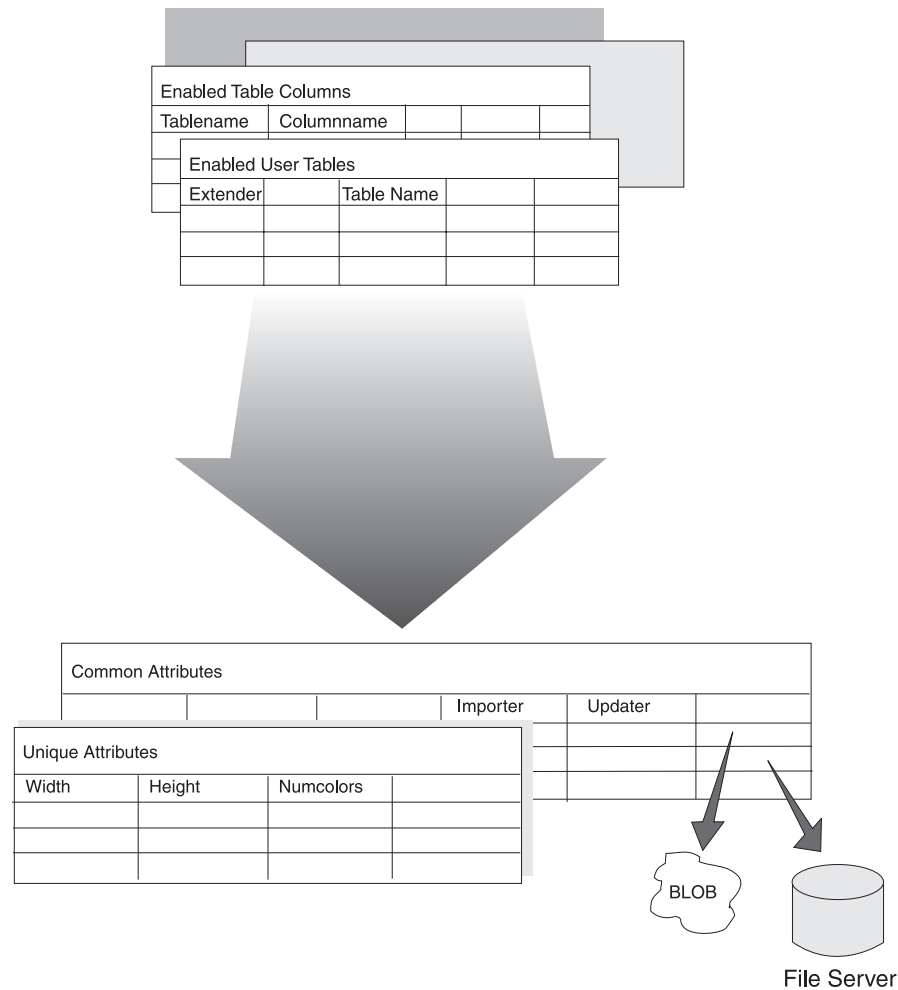 Enabled Table Columns
Tablename Columnname
Enabled User Tables
Extender Table Name
Common Attributes
Importer Updater
Unique Attributes
Width Height Numcolors
BLOB
File Server